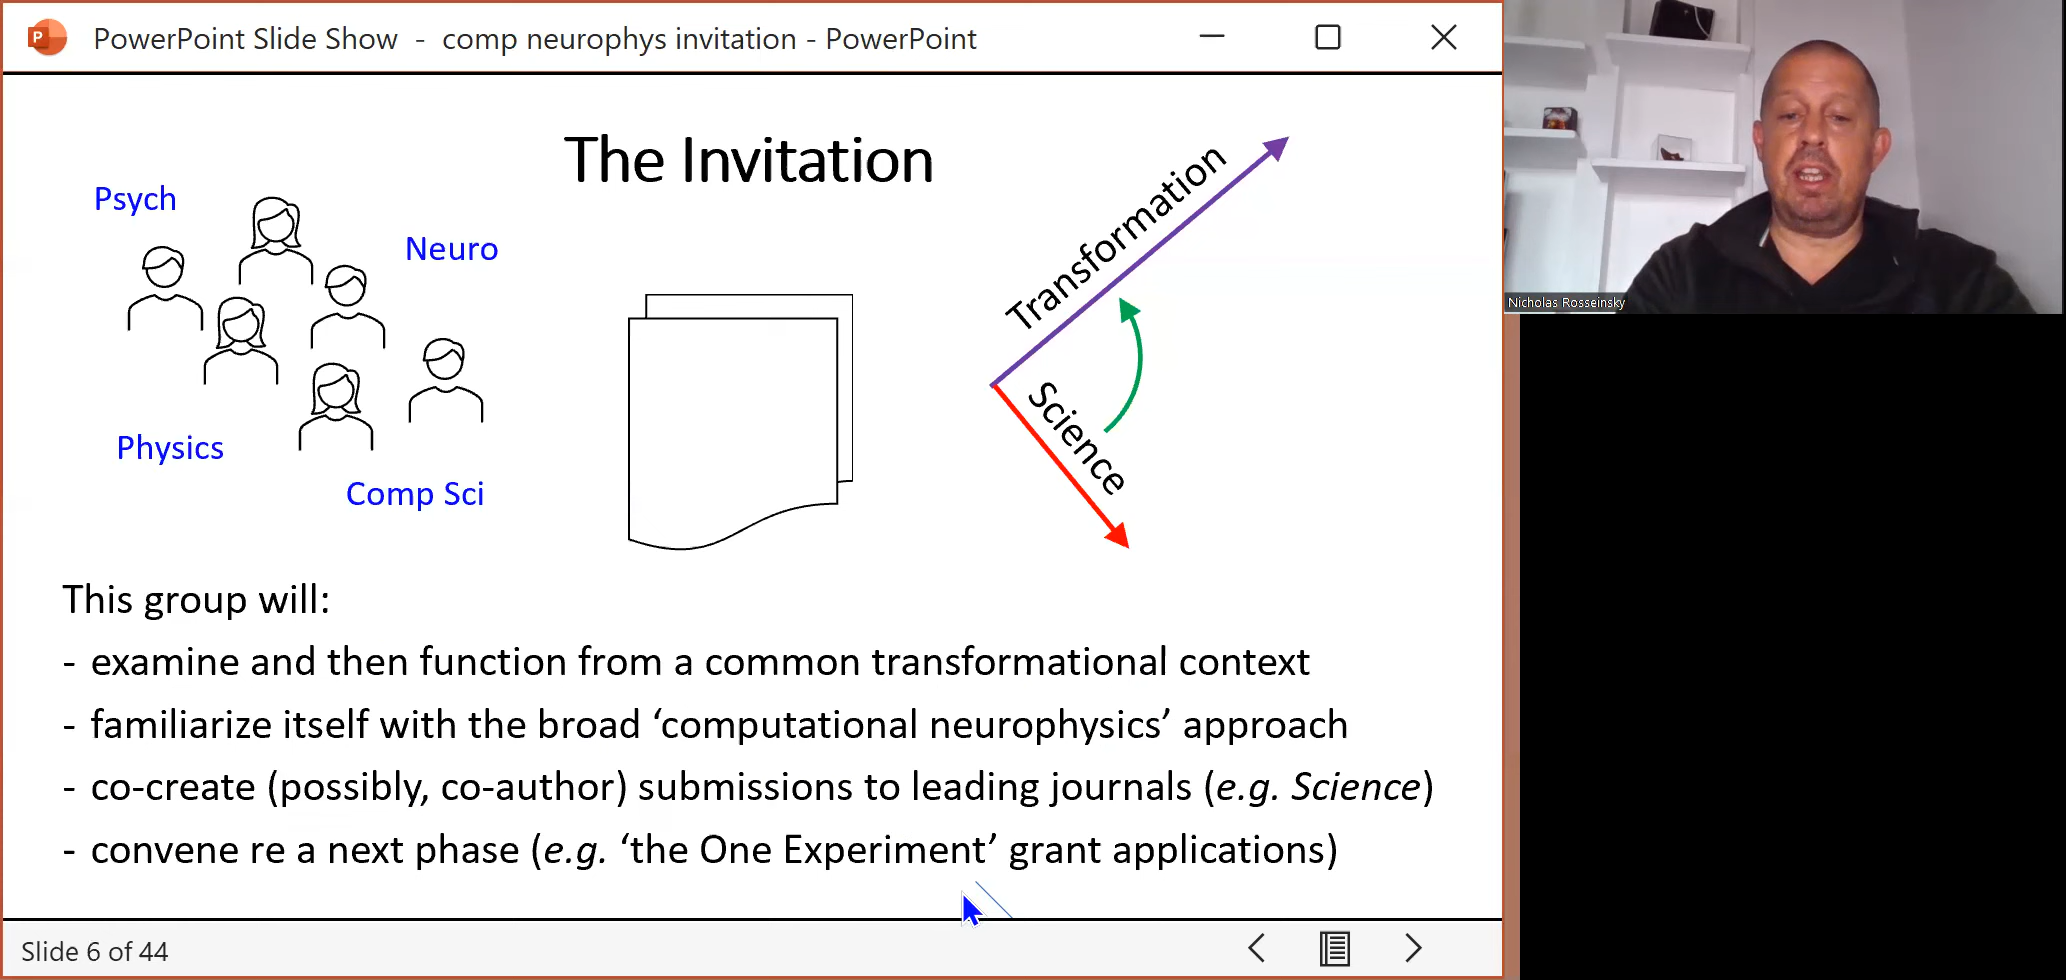 P
PowerPoint Slide Show - comp neurophys invitation - PowerPoint
The Invitation
Psych
Neuro
Physics
Comp Sci
Transformation
Science
This group will:
- examine and then function from a common transformational context
- familiarize itself with the broad ‘computational neurophysics’ approach
- co-create (possibly, co-author) submissions to leading journals (e.g. Science)
- convene re a next phase (e.g. ‘the One Experiment’ grant applications)
Slide 6 of 44
Nicholas Rosseinsky